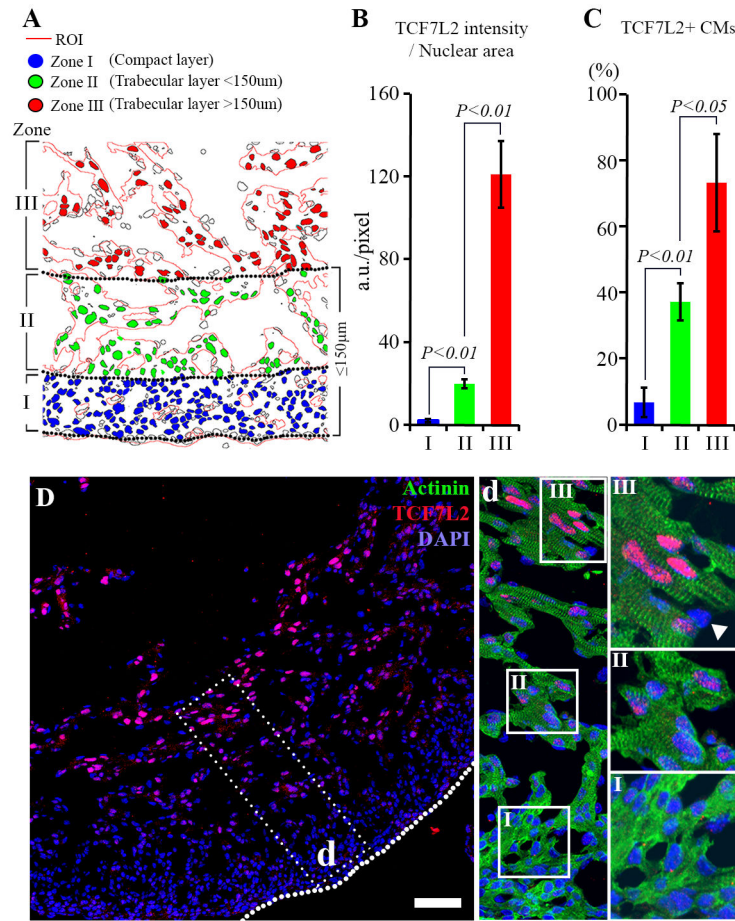 A
ROI
Zone I (Compact layer)
Zone II (Trabecular layer <150um)
Zone III (Trabecular layer >150um)
Zone
III
II
I
≤150μm
B
TCF7L2 intensity
/ Nuclear area
a.u./pixel
160
120
80
40
0
P<0.01
P<0.01
I II III
C
TCF7L2+ CMs
(%)
100
80
60
40
20
0
P<0.05
P<0.01
I II III
D
Actinin
TCF7L2
DAPI
d
d
III
II
I
III
II
I